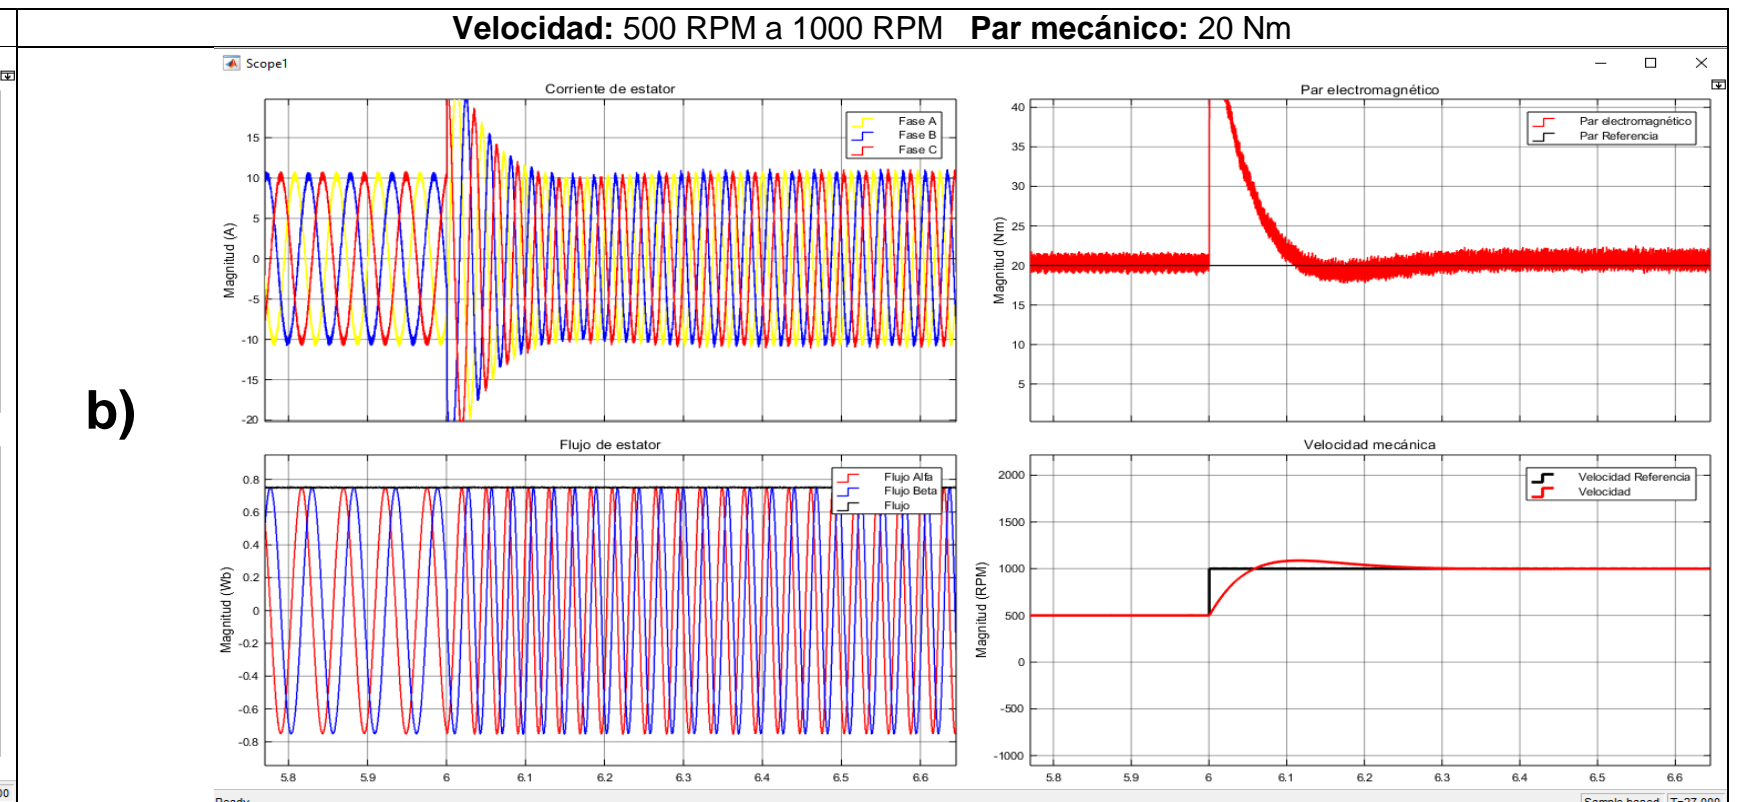 Velocidad: 500 RPM a 1000 RPM   Par mecánico: 20 Nm
Scope1
b)
Corriente de estator
Magnitud (A)
15
10
5
0
-5
-10
-15
-20
Fase A
Fase B
Fase C
Par electromagnético
Magnitud (Nm)
40
35
30
25
20
15
10
5
Par electromagnético
Par Referencia
Flujo de estator
Magnitud (Wb)
0.8
0.6
0.4
0.2
0
-0.2
-0.4
-0.6
-0.8
Flujo Alfa
Flujo Beta
Flujo
5.8 5.9 6 6.1 6.2 6.3 6.4 6.5 6.6
Velocidad mecánica
Magnitud (RPM)
2000
1500
1000
500
0
-500
-1000
Velocidad Referencia
Velocidad
5.8 5.9 6 6.1 6.2 6.3 6.4 6.5 6.6
00